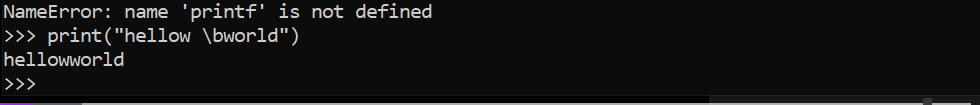 NameError: name 'printf' is not defined
>>> print("hellow \bworld")
hellowworld
>>>